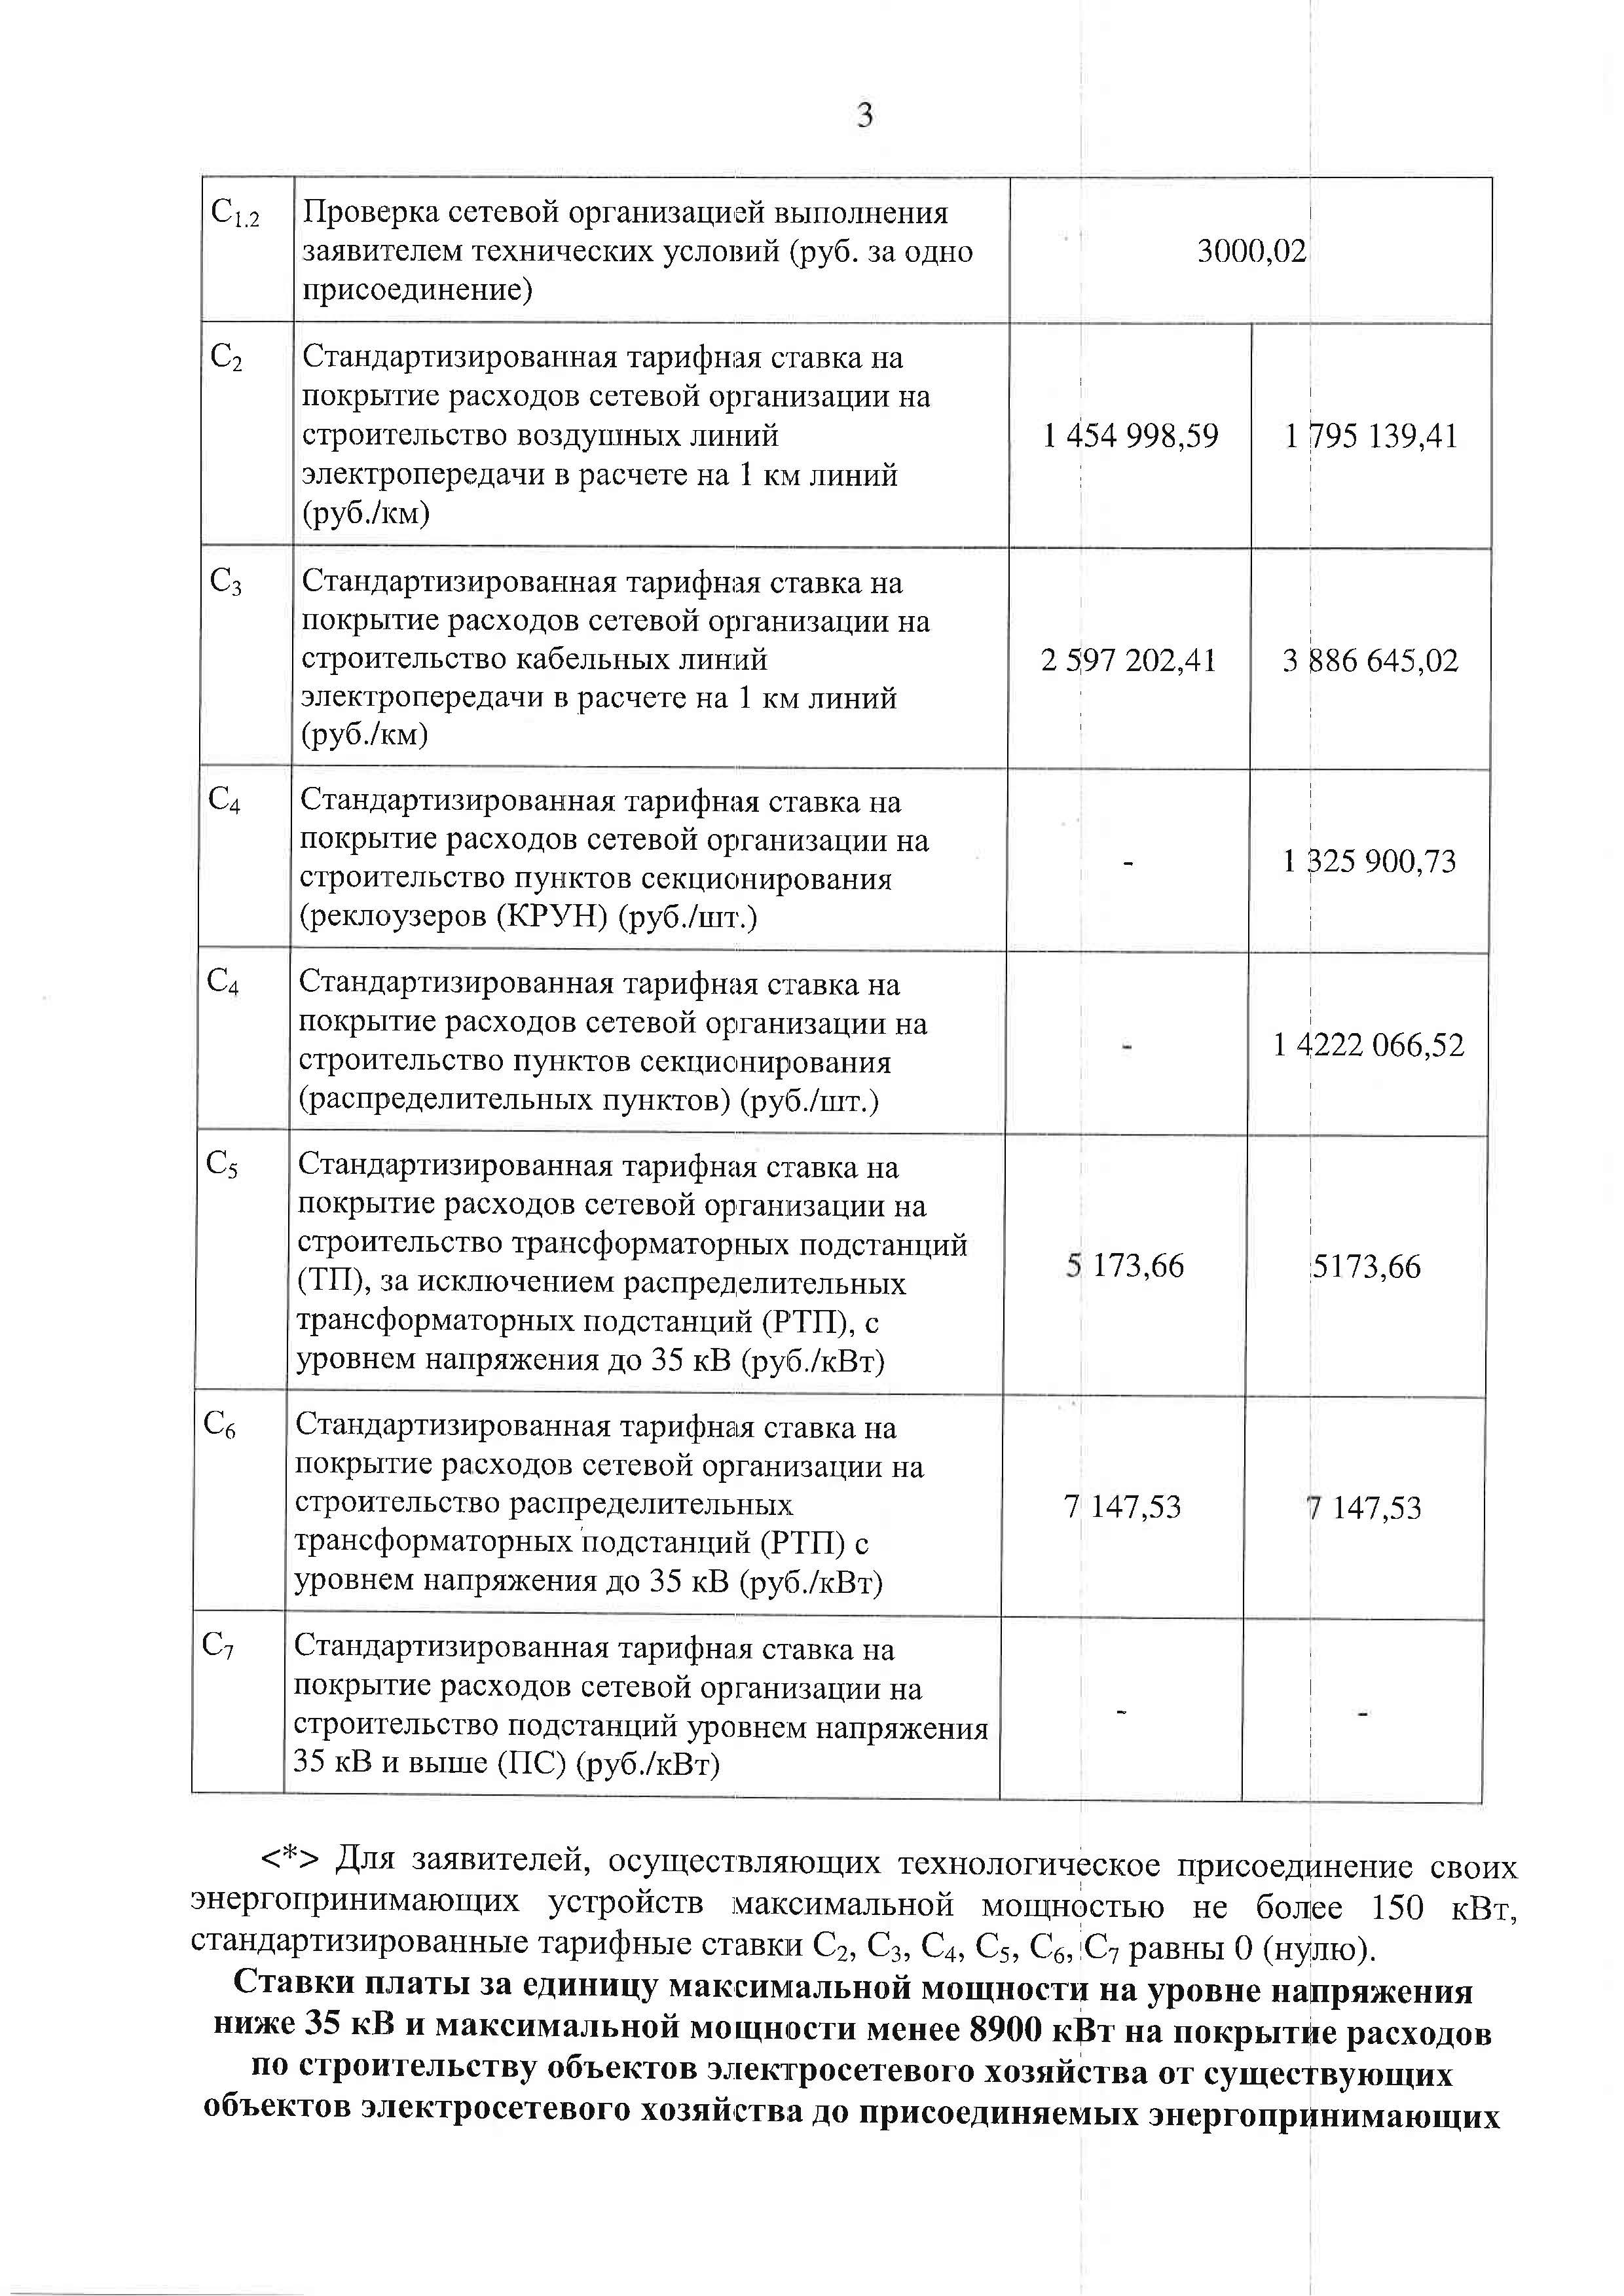 3
С1.2 Проверка сетевой организацией выполнения
заявителем технических условий (руб. за одно 3000,02
присоединение)
С2 Стандартизированная тарифная ставка на
покрытие расходов сетевой организации на
строительство воздушных линий 1 454 998,59 1 795 139,41
электропередачи в расчете на 1 км линий
(руб./км)
С3 Стандартизированная тарифная ставка на
покрытие расходов сетевой организации на
строительство кабельных линий 2 597 202,41 3 886 645,02
электропередачи в расчете на 1 км линий
(руб./км)
С4 Стандартизированная тарифная ставка на
покрытие расходов сетевой организации на
строительство пунктов секционирования - 1 325 900,73
(реклоузеров (КРУН) (руб./шт.)
С4 Стандартизированная тарифная ставка на
покрытие расходов сетевой организации на
строительство пунктов секционирования - 1 4222 066,52
(распределительных пунктов) (руб./шт.)
С5 Стандартизированная тарифная ставка на
покрытие расходов сетевой организации на
строительство трансформаторных подстанций
(ТП), за исключением распределительных 5 173,66 5173,66
трансформаторных подстанций (РТП), с
уровнем напряжения до 35 кВ (руб./кВт)
С6 Стандартизированная тарифная ставка на
покрытие расходов сетевой организации на
строительство распределительных 7 147,53 7 147,53
трансформаторных подстанций (РТП) с
уровнем напряжения до 35 кВ (руб./кВт)
С7 Стандартизированная тарифная ставка на
покрытие расходов сетевой организации на
строительство подстанций уровнем напряжения - -
35 кВ и выше (ПС) (руб./кВт)
<*> Для заявителей, осуществляющих технологическое присоединение своих
энергопринимающих устройств максимальной мощностью не более 150 кВт,
стандартизированные тарифные ставки С2, С3, С4, С5, С6, С7 равны 0 (нулю).
Ставки платы за единицу максимальной мощности на уровне напряжения
ниже 35 кВ и максимальной мощности менее 8900 кВт на покрытие расходов
по строительству объектов электросетевого хозяйства от существующих
объектов электросетевого хозяйства до присоединяемых энергопринимающих